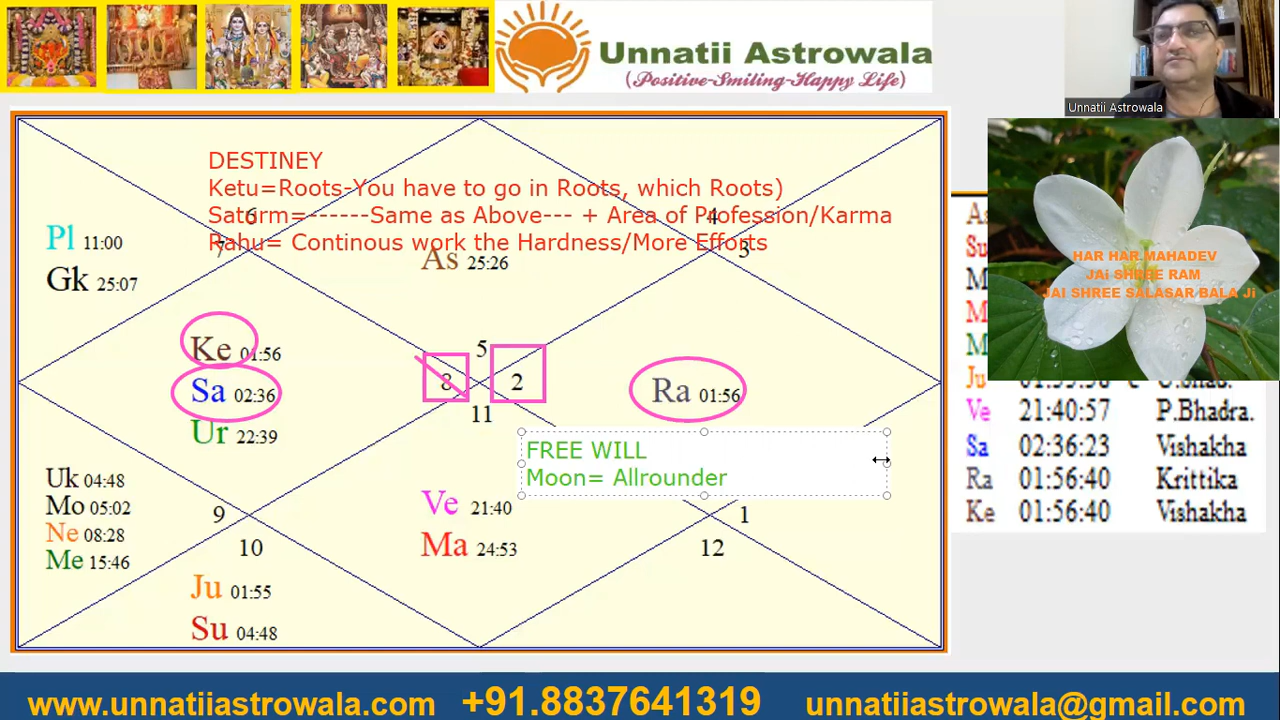 Unnatii Astrowala
(Positive-Smiling-Happy Life)
Unnatii Astrowala
DESTINEY
Ketu=Roots-You have to go in Roots, which Roots)
Saturm=------Same as Above--- + Area of Profession/Karma
Rahu= Continous work the Hardness/More Efforts
6
4
7
3
Pl 11:00
Gk 25:07
As 25:26
HAR HAR MAHADEV
JAi SHREE RAM
JAI SHREE SALASAR BALA Ji
Ke 01:56
Sa 02:36
Ur 22:39
5
8
2
11
Ra 01:56
FREE WILL
Moon= Allrounder
Uk 04:48
Mo 05:02
Ne 08:28
Me 15:46
Ve 21:40
Ma 24:53
9
10
1
12
Ju 01:55
Su 04:48
Ve 21:40:57 P.Bhadra.
Sa 02:36:23 Vishakha
Ra 01:56:40 Krittika
Ke 01:56:40 Vishakha
www.unnatiiastrowala.com +91.8837641319 unnatiiastrowala@gmail.com